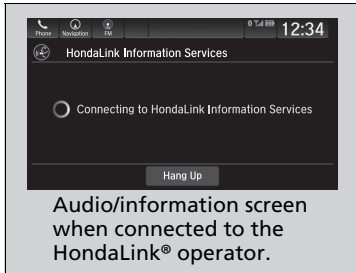 0
12:34
Phone
Navigation
FM
HondaLink Information Services
Connecting to HondaLink Information Services
Hang Up
Audio/information screen
when connected to the
HondaLink® operator.